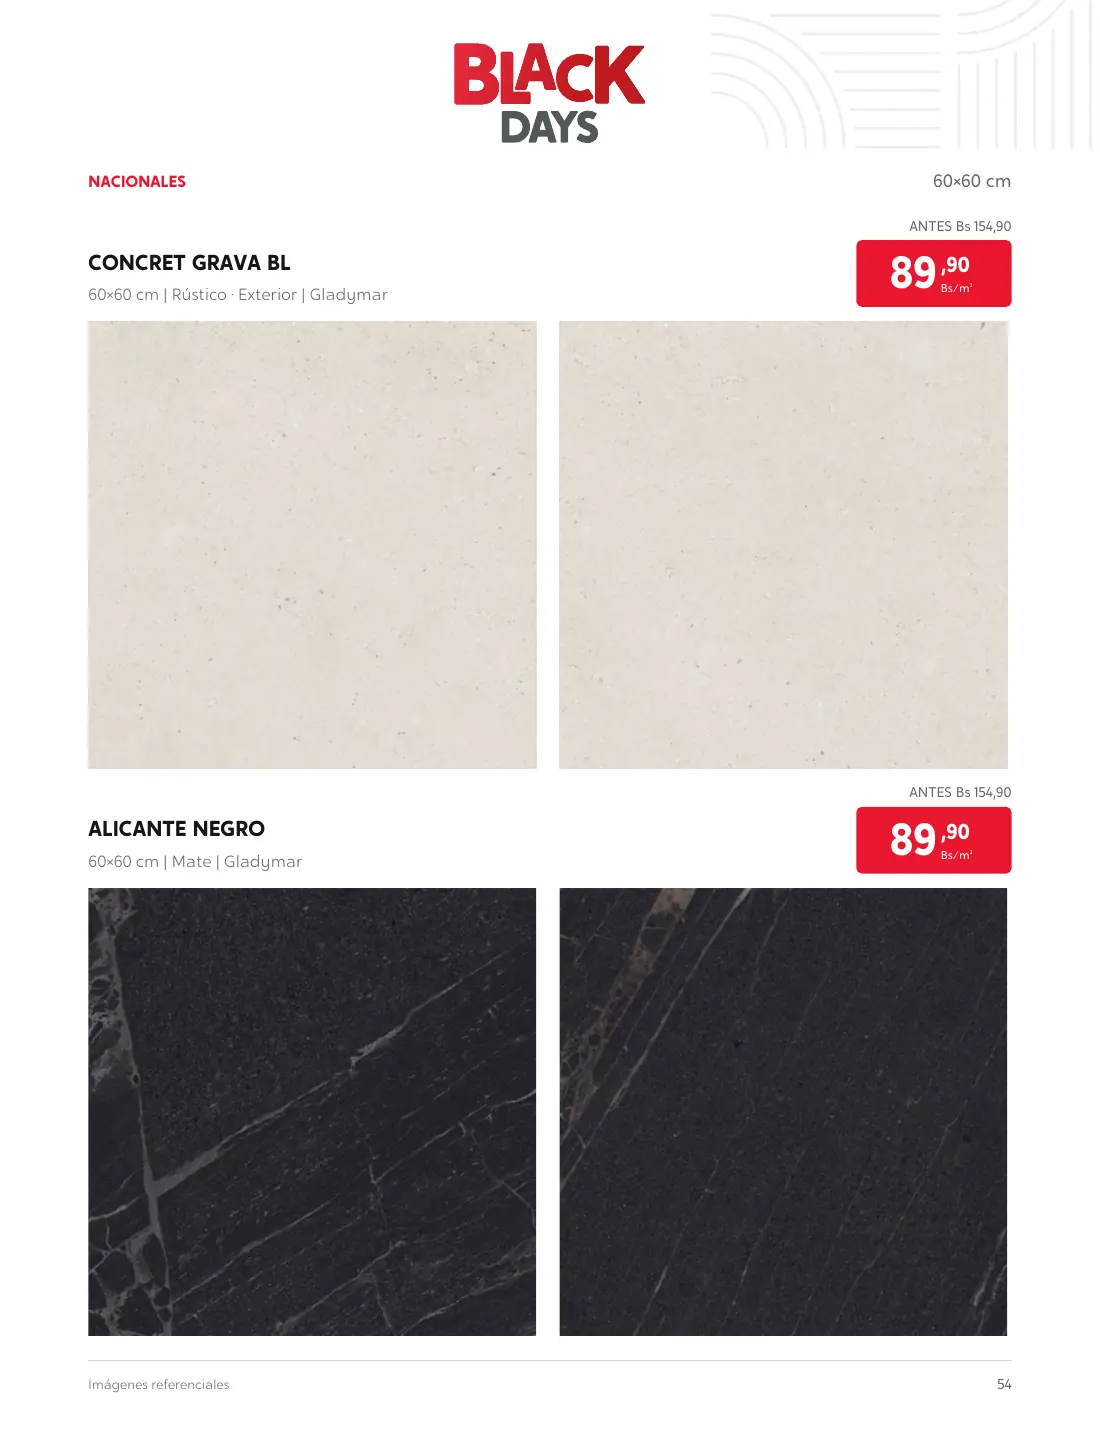 BLACK
DAYS
NACIONALES
60×60 cm
ANTES Bs 154,90
CONCRET GRAVA BL
89,90
Bs/m²
60×60 cm | Rústico · Exterior | Gladymar
ANTES Bs 154,90
ALICANTE NEGRO
89,90
Bs/m²
60×60 cm | Mate | Gladymar
Imágenes referenciales
54